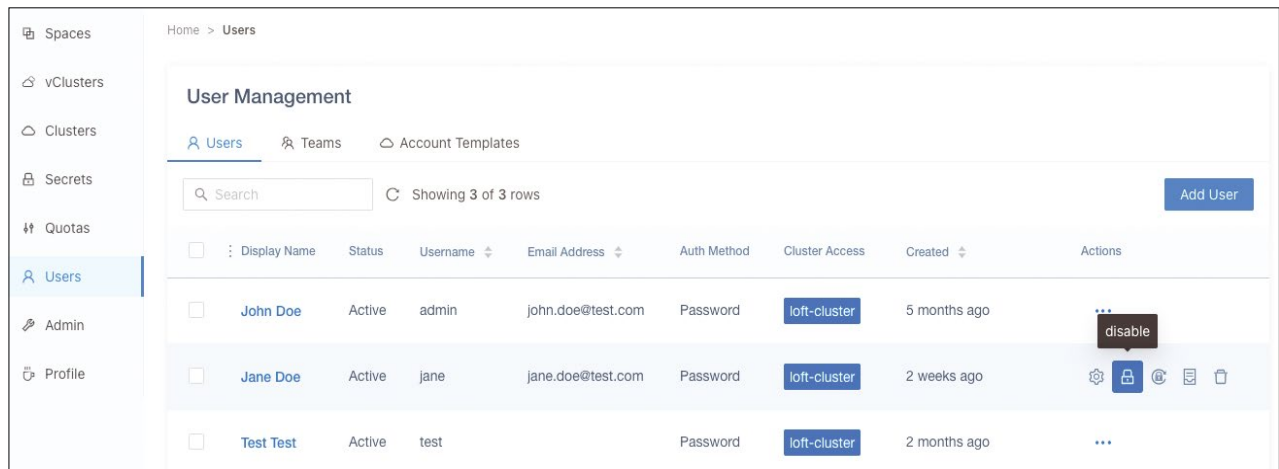 Spaces
vClusters
Clusters
Secrets
Quotas
Users
Admin
Profile
Home > Users
User Management
Users Teams Account Templates
Search Showing 3 of 3 rows Add User
Display Name Status Username Email Address Auth Method Cluster Access Created Actions
John Doe Active admin john.doe@test.com Password loft-cluster 5 months ago ...
disable
Jane Doe Active jane jane.doe@test.com Password loft-cluster 2 weeks ago
Test Test Active test Password loft-cluster 2 months ago ...